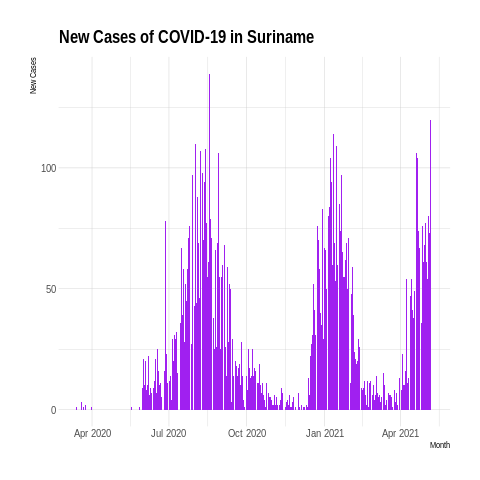 New Cases of COVID-19 in Suriname
New Cases
100
50
0
Apr 2020 Jul 2020 Oct 2020 Jan 2021 Apr 2021
Month